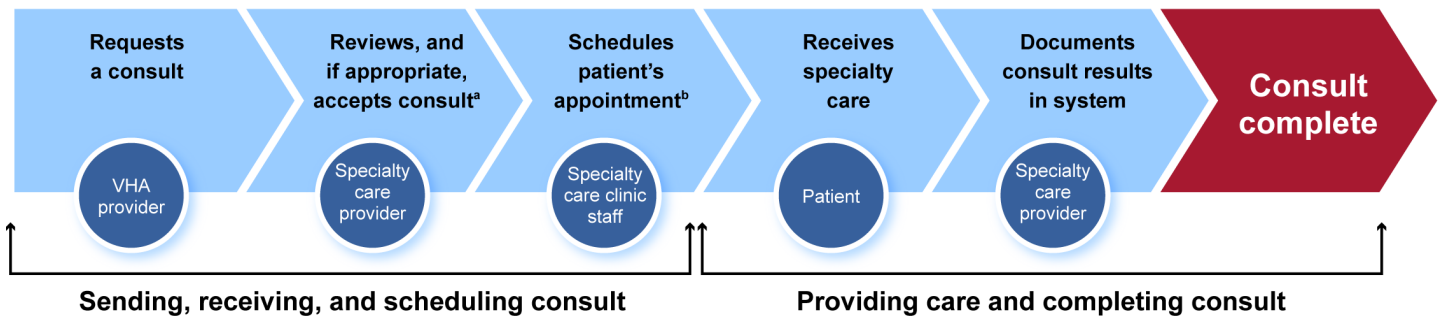 Requests
a consult
VHA
provider
Reviews, and
if appropriate,
accepts consultᵃ
Specialty
care
provider
Schedules
patient’s
appointmentᵇ
Specialty
care clinic
staff
Receives
specialty
care
Patient
Documents
consult results
in system
Specialty
care
provider
Consult
complete
Sending, receiving, and scheduling consult
Providing care and completing consult